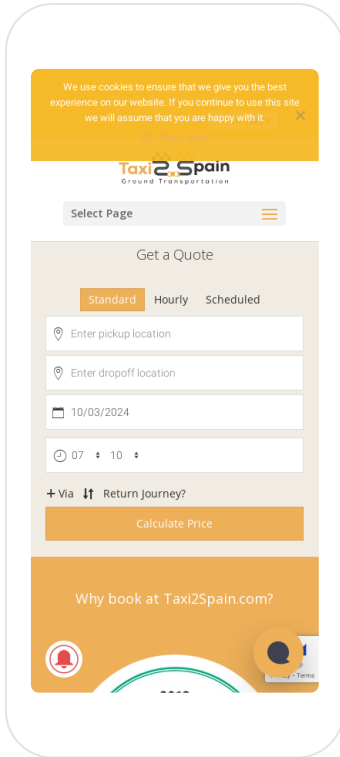 We use cookies to ensure that we give you the best
experience on our website. If you continue to use this site
we will assume that you are happy with it.
Taxi2Spain
Ground Transportation
Select Page
Get a Quote
Standard Hourly Scheduled
Enter pickup location
Enter dropoff location
10/03/2024
07 10
+ Via Return Journey?
Calculate Price
Why book at Taxi2Spain.com?
- Terms